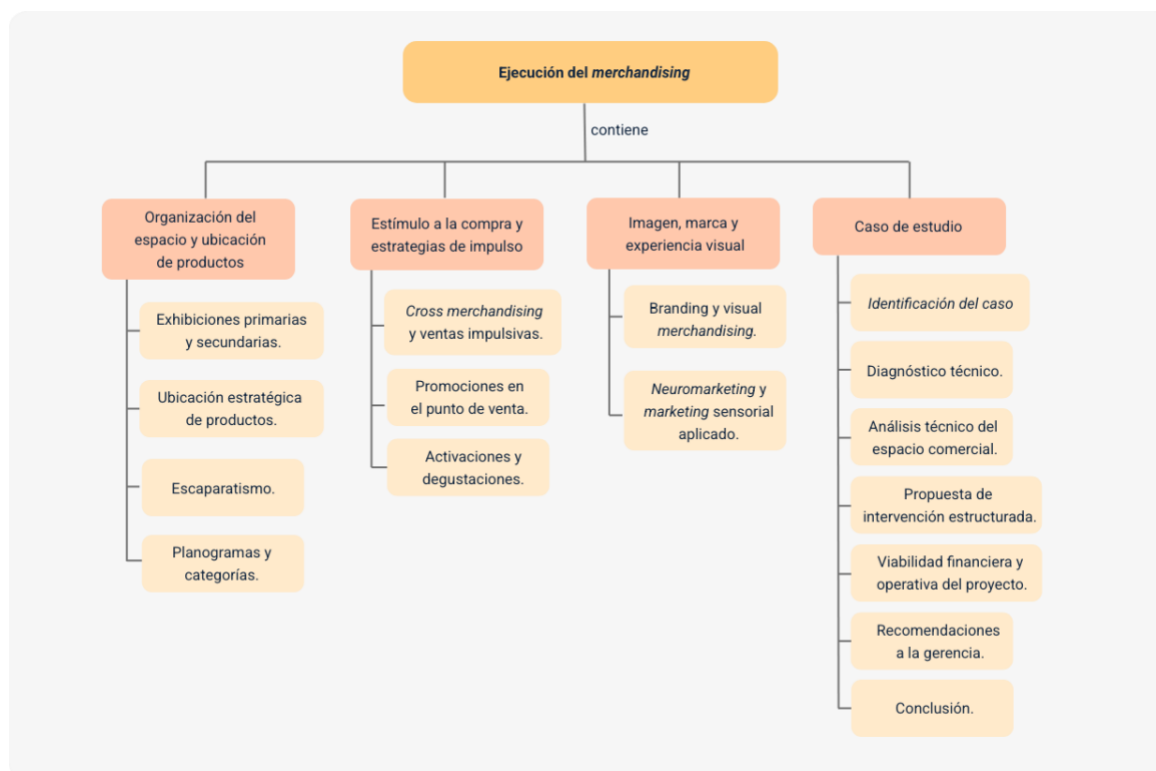 Ejecución del merchandising
contiene
Organización del
espacio y ubicación
de productos
Exhibiciones primarias
y secundarias.
Ubicación estratégica
de productos.
Escaparatismo.
Planogramas y
categorías.
Estímulo a la compra y
estrategias de impulso
Cross merchandising
y ventas impulsivas.
Promociones en
el punto de venta.
Activaciones y
degustaciones.
Imagen, marca y
experiencia visual
Branding y visual
merchandising.
Neuromarketing y
marketing sensorial
aplicado.
Caso de estudio
Identificación del caso
Diagnóstico técnico.
Análisis técnico del
espacio comercial.
Propuesta de
intervención estructurada.
Viabilidad financiera y
operativa del proyecto.
Recomendaciones
a la gerencia.
Conclusión.